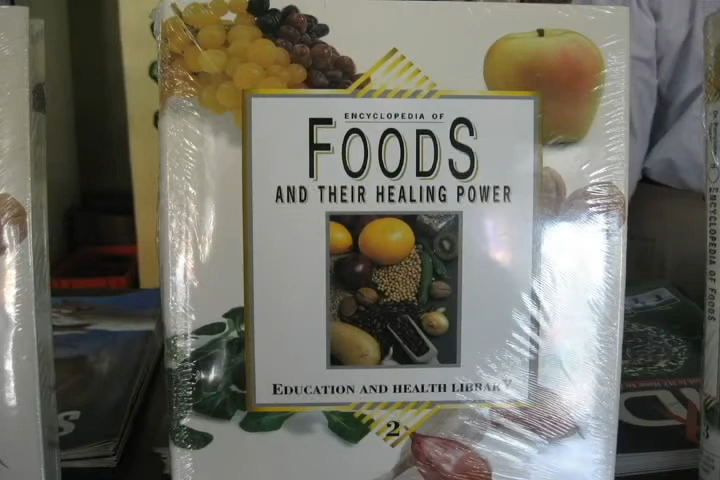 ENCYCLOPEDIA OF
FOODS
AND THEIR HEALING POWER
EDUCATION AND HEALTH LIBRARY
2
ENCYCLOPEDIA OF FOODS